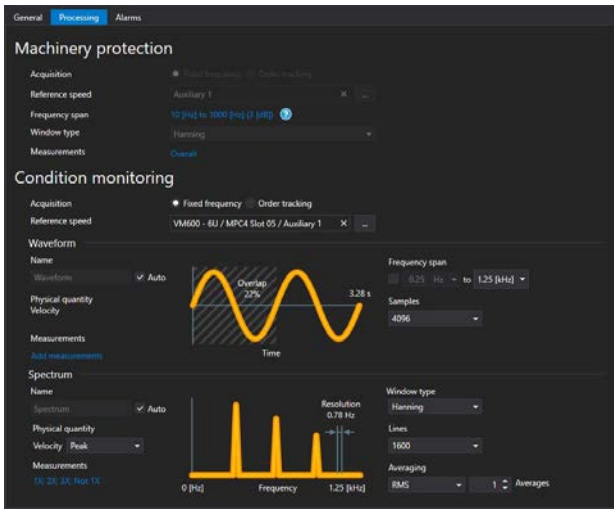 General Processing Alarms
Machinery protection
Acquisition Fixed frequency Order tracking
Reference speed Auxiliary 1 × ...
Frequency span 10 [Hz] to 1000 [Hz] (3 [dB]) ?
Window type Hanning
Measurements Overall
Condition monitoring
Acquisition Fixed frequency Order tracking
Reference speed VM600 - 6U / MPC4 Slot 05 / Auxiliary 1 × ...
Waveform
Name
Waveform Auto
Physical quantity
Velocity
Measurements
Add measurements
Overlap
22%
3.28 s
Time
Frequency span
0.25 Hz to 1.25 [kHz]
Samples
4096
Spectrum
Name
Spectrum Auto
Physical quantity
Velocity Peak
Measurements
1X; 2X; 3X; Not 1X
Resolution
0.78 Hz
0 [Hz] Frequency 1.25 [kHz]
Window type
Hanning
Lines
1600
Averaging
RMS 1 Averages